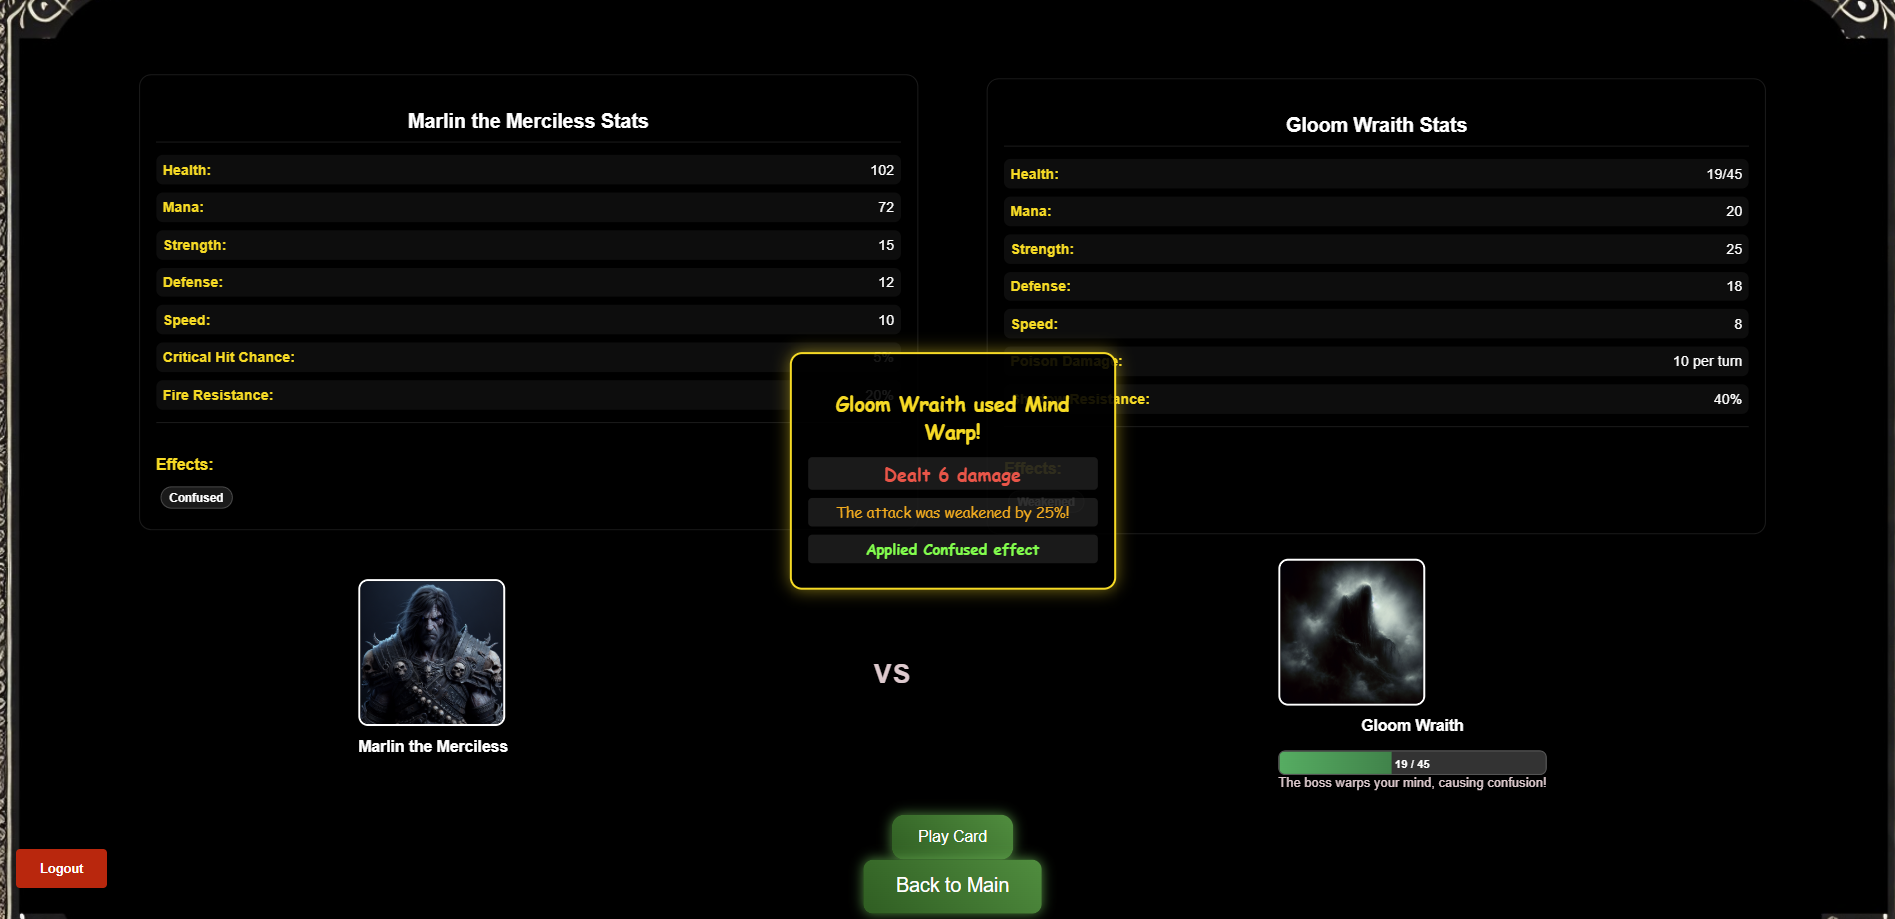 Marlin the Merciless Stats
Health: 102
Mana: 72
Strength: 15
Defense: 12
Speed: 10
Critical Hit Chance: 5%
Fire Resistance: 20%
Effects:
Confused
Gloom Wraith Stats
Health: 19/45
Mana: 20
Strength: 25
Defense: 18
Speed: 8
Poison Damage: 10 per turn
Resistance: 40%
Effects:
Weakened
Gloom Wraith used Mind
Warp!
Dealt 6 damage
The attack was weakened by 25%!
Applied Confused effect
Marlin the Merciless
VS
Gloom Wraith
19 / 45
The boss warps your mind, causing confusion!
Play Card
Back to Main
Logout